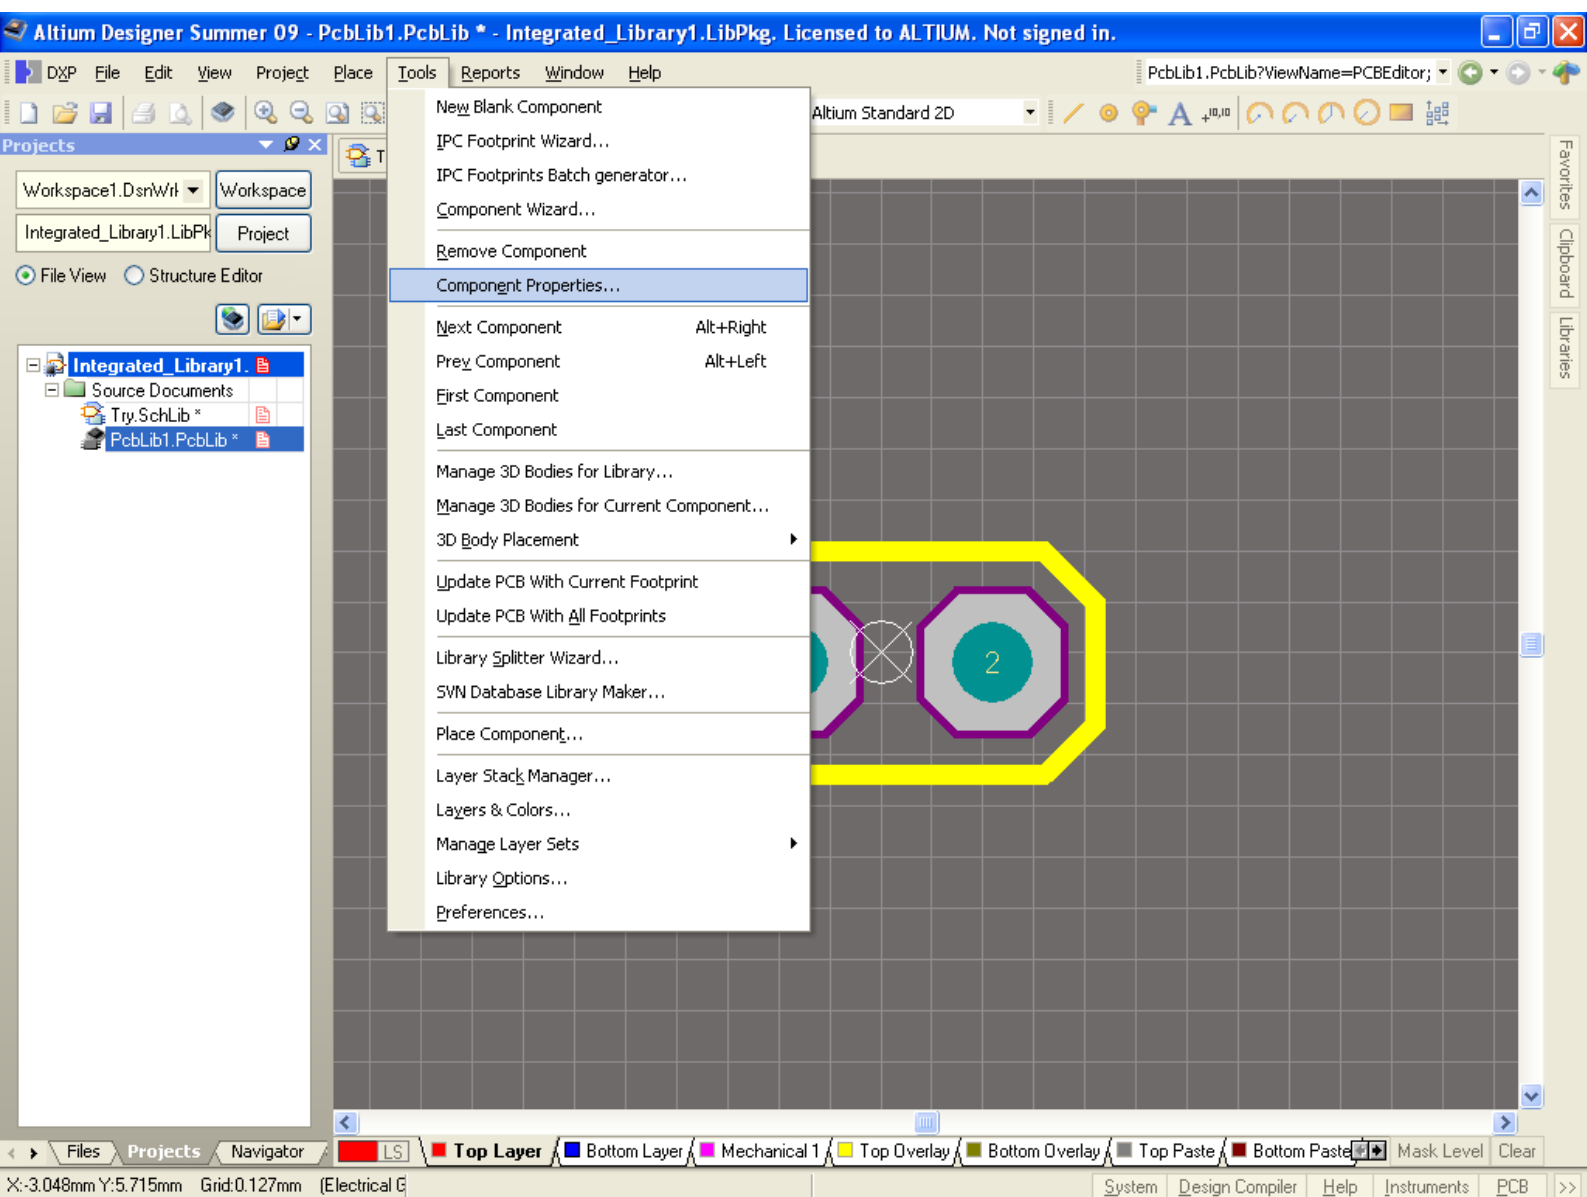 Altium Designer Summer 09 - PcbLib1.PcbLib * - Integrated_Library1.LibPkg. Licensed to ALTIUM. Not signed in.
DXP File Edit View Project Place Tools Reports Window Help
PcbLib1.PcbLib?ViewName=PCBEditor;
Altium Standard 2D
A
+10,10
Projects
Workspace1.DsnWrk Workspace
Integrated_Library1.LibPk Project
File View Structure Editor
Integrated_Library1.
Source Documents
Try.SchLib *
PcbLib1.PcbLib *
T
New Blank Component
IPC Footprint Wizard...
IPC Footprints Batch generator...
Component Wizard...
Remove Component
Component Properties...
Next Component Alt+Right
Prev Component Alt+Left
First Component
Last Component
Manage 3D Bodies for Library...
Manage 3D Bodies for Current Component...
3D Body Placement
Update PCB With Current Footprint
Update PCB With All Footprints
Library Splitter Wizard...
SVN Database Library Maker...
Place Component...
Layer Stack Manager...
Layers & Colors...
Manage Layer Sets
Library Options...
Preferences...
2
Favorites
Clipboard
Libraries
Files Projects Navigator
LS Top Layer Bottom Layer Mechanical 1 Top Overlay Bottom Overlay Top Paste Bottom Paste Mask Level Clear
X:-3.048mm Y:5.715mm Grid:0.127mm (Electrical G
System Design Compiler Help Instruments PCB >>